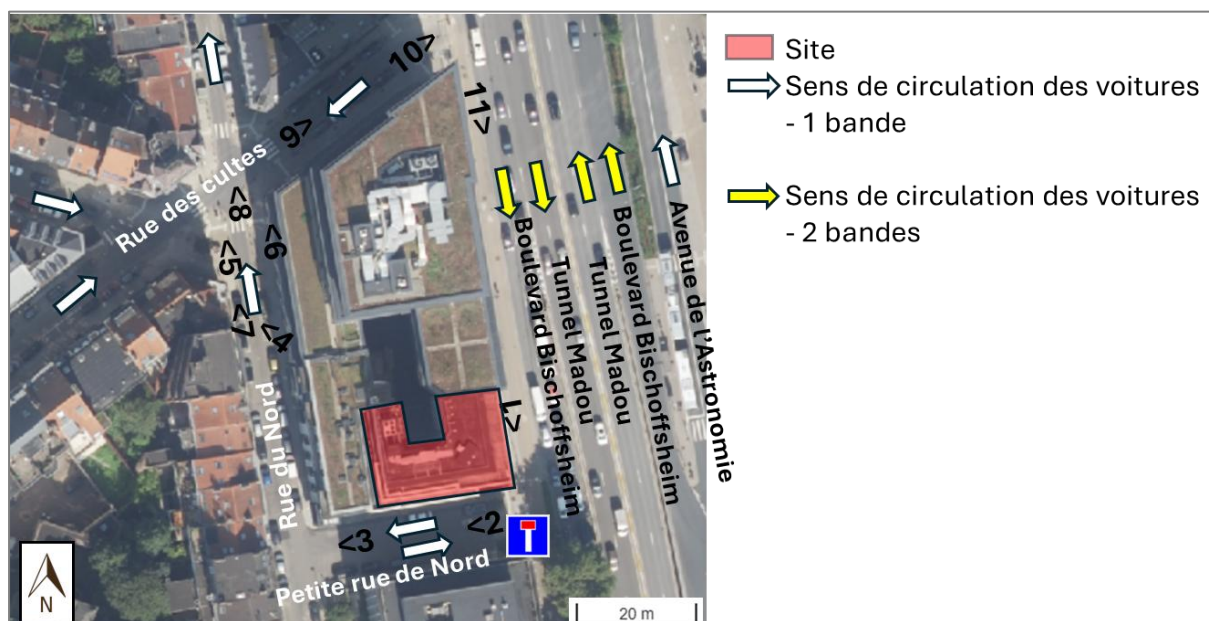 Site
Sens de circulation des voitures
- 1 bande
Sens de circulation des voitures
- 2 bandes
10>
11>
9>
Rue des cultes
<8
<6
<5
<7
<4
Rue du Nord
Boulevard Bischoffsheim
Tunnel Madou
Tunnel Madou
Boulevard Bischoffsheim
Avenue de l'Astronomie
1>
<2
<3
Petite rue de Nord
N
20 m